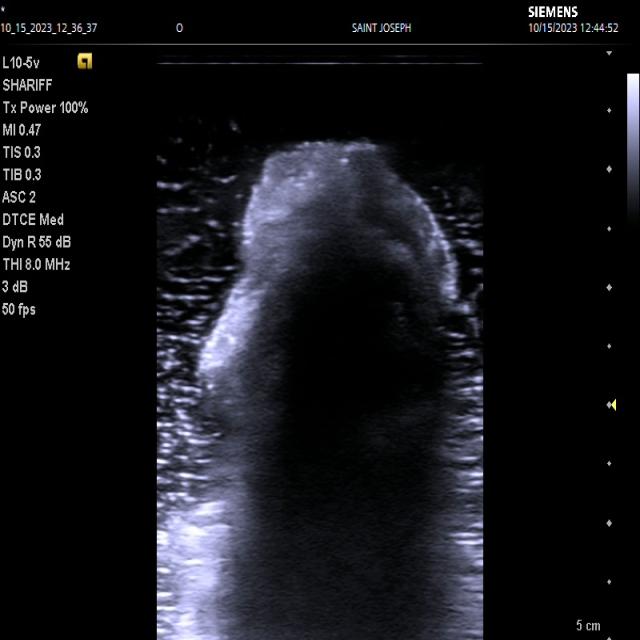 *
SIEMENS
10_15_2023_12_36_37 O SAINT JOSEPH 10/15/2023 12:44:52
L10-5v
SHARIFF
Tx Power 100%
MI 0.47
TIS 0.3
TIB 0.3
ASC 2
DTCE Med
Dyn R 55 dB
THI 8.0 MHz
3 dB
50 fps
5 cm